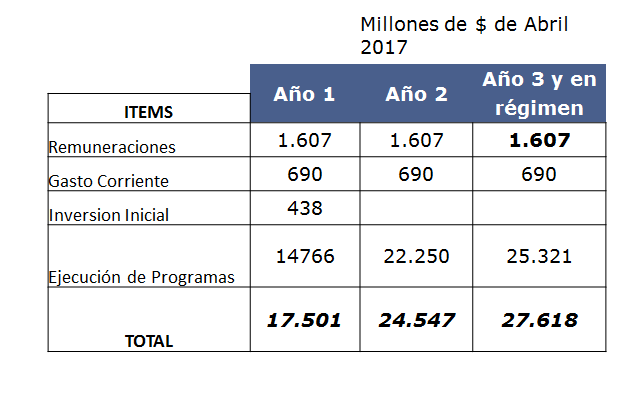 Millones de $ de Abril
2017
ITEMS Año 1 Año 2 Año 3 y en
régimen
Remuneraciones 1.607 1.607 1.607
Gasto Corriente 690 690 690
Inversion Inicial 438
Ejecución de Programas 14766 22.250 25.321
TOTAL 17.501 24.547 27.618